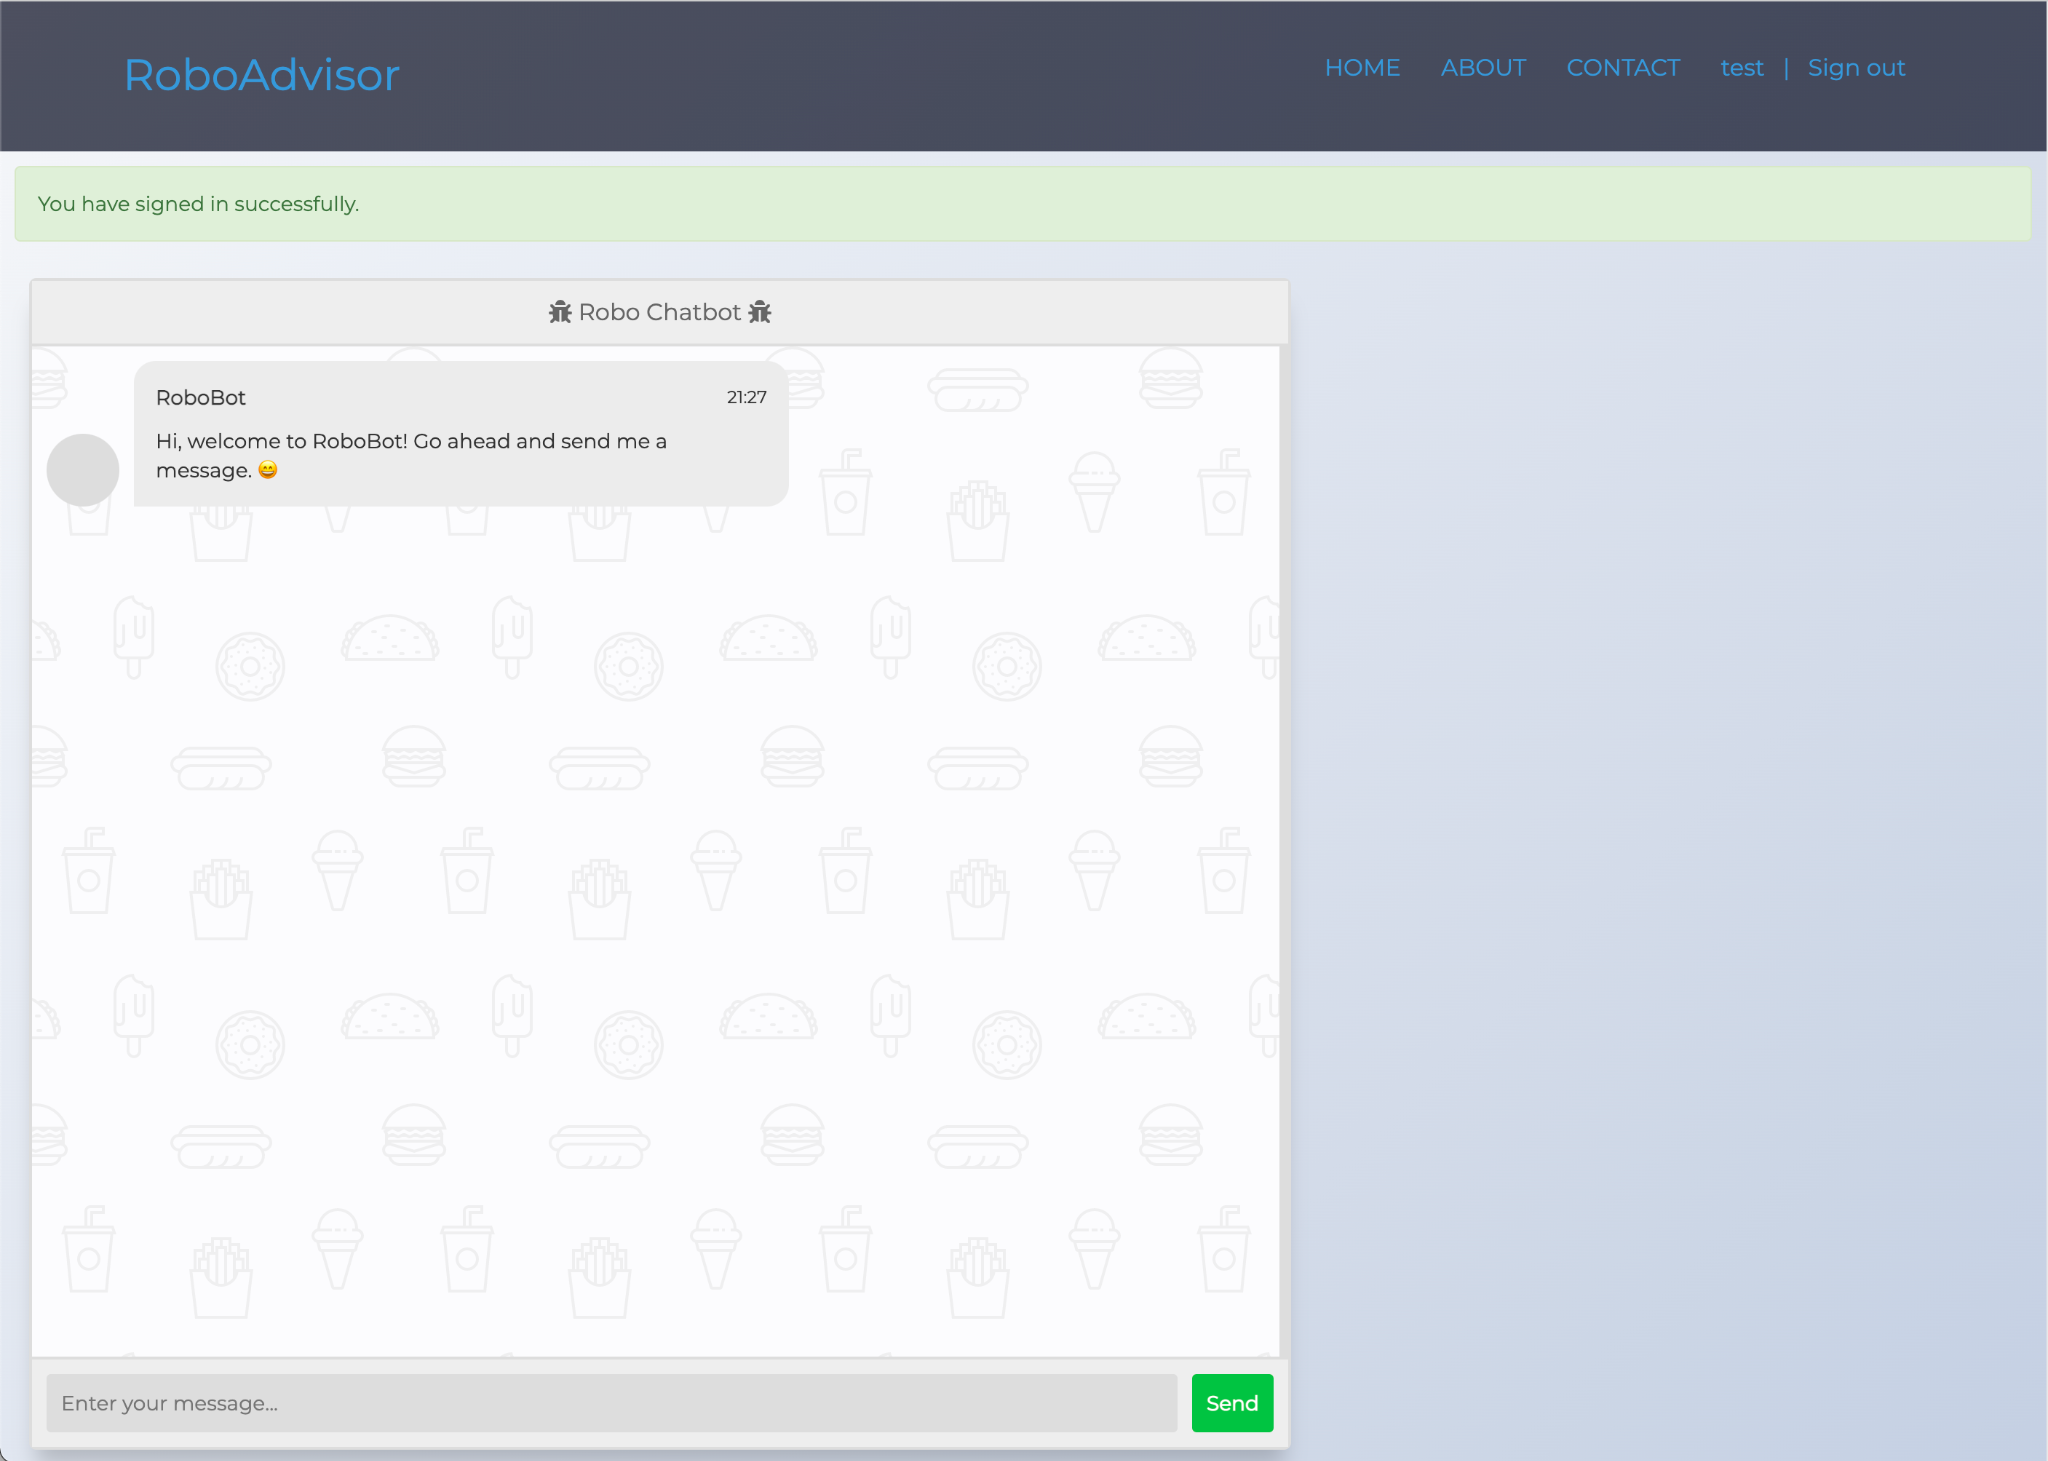 RoboAdvisor
HOME ABOUT CONTACT test | Sign out
You have signed in successfully.
Robo Chatbot
RoboBot 21:27
Hi, welcome to RoboBot! Go ahead and send me a
message. 😄
Enter your message...
Send